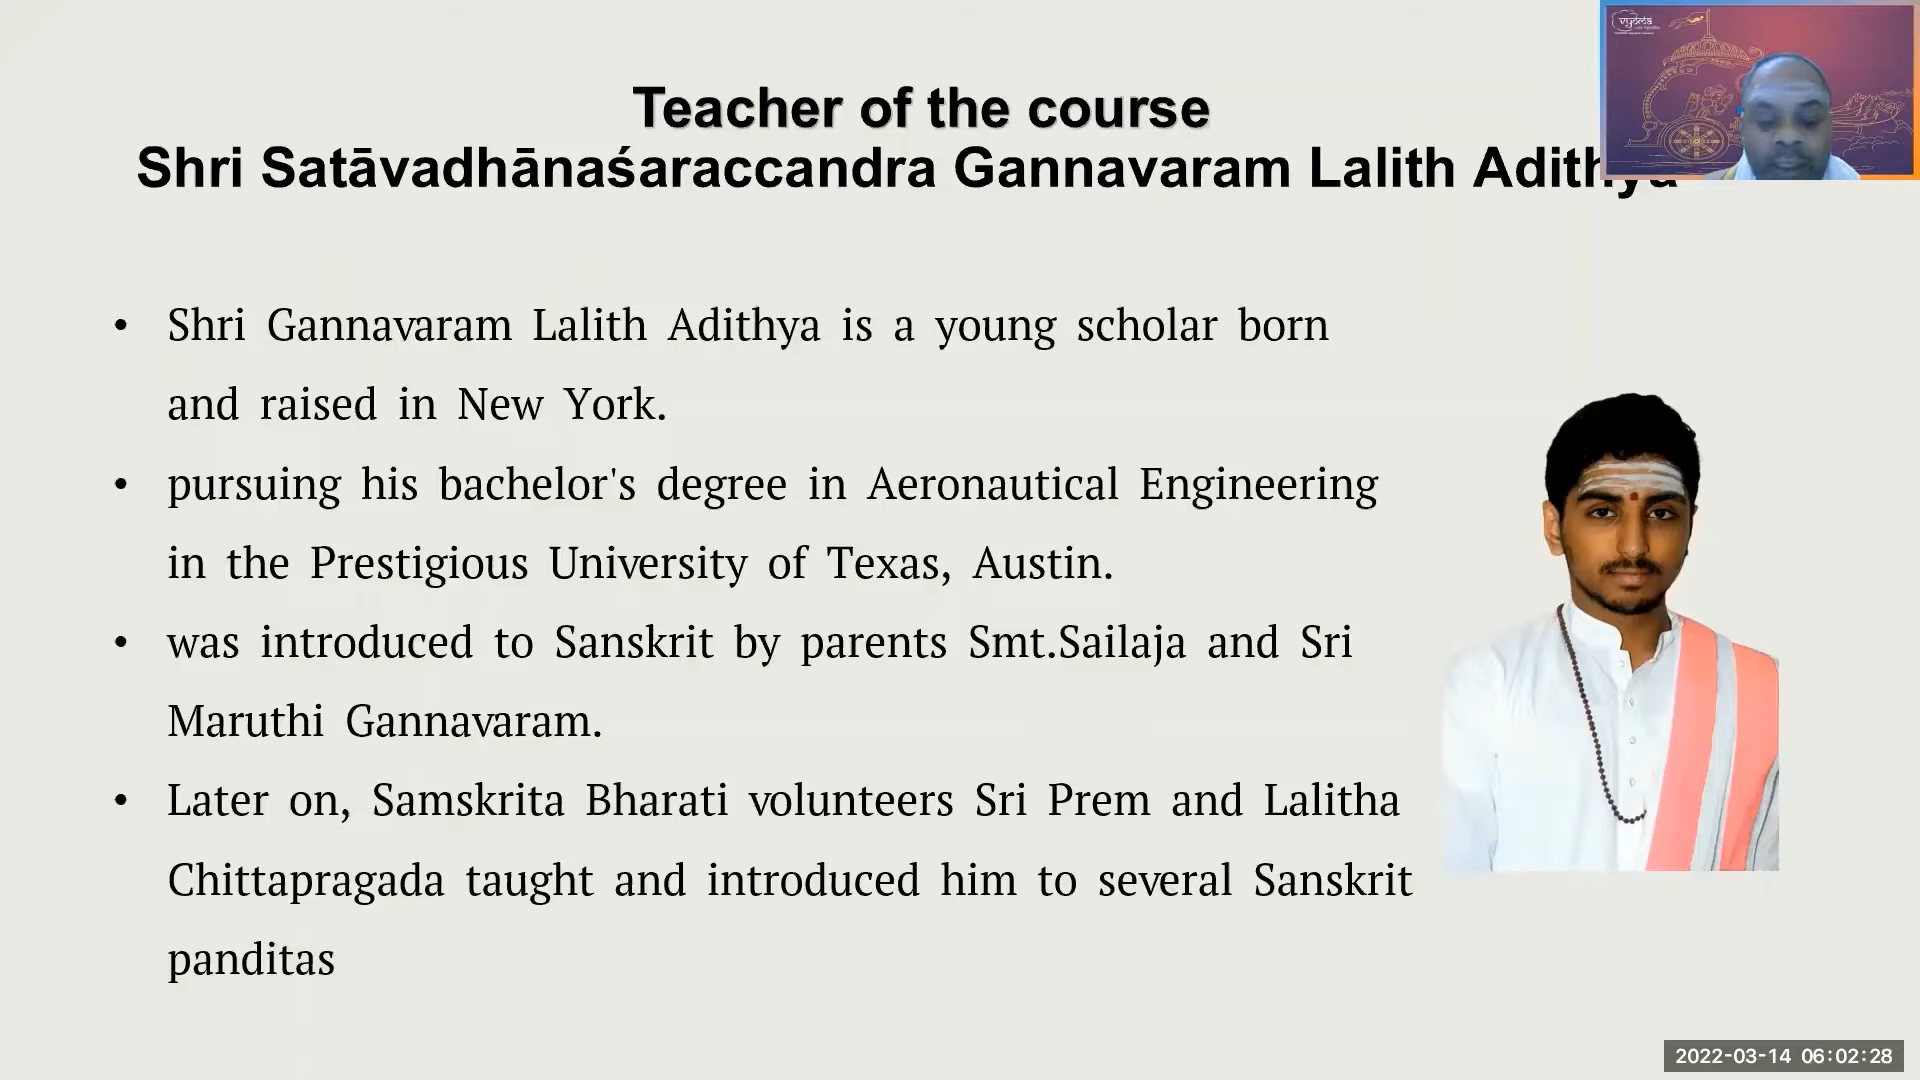 vyoma
Teacher of the course
Shri Satāvadhānaśaraccandra Gannavaram Lalith Adithya
• Shri Gannavaram Lalith Adithya is a young scholar born
and raised in New York.
• pursuing his bachelor's degree in Aeronautical Engineering
in the Prestigious University of Texas, Austin.
• was introduced to Sanskrit by parents Smt.Sailaja and Sri
Maruthi Gannavaram.
• Later on, Samskrita Bharati volunteers Sri Prem and Lalitha
Chittapragada taught and introduced him to several Sanskrit
panditas
2022-03-14 06:02:28